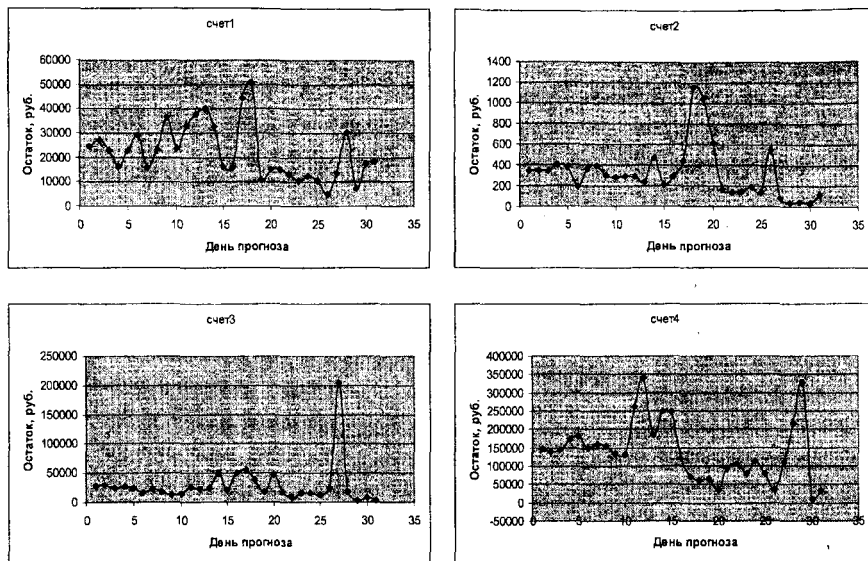 счет1
Остаток, руб.
60000
50000
40000
30000
20000
10000
0
0 5 10 15 20 25 30 35
День прогноза
счет2
Остаток, руб.
1400
1200
1000
800
600
400
200
0
0 5 10 15 20 25 30 35
День прогноза
счет3
Остаток, руб.
250000
200000
150000
100000
50000
0
0 5 10 15 20 25 30 35
День прогноза
счет4
Остаток, руб.
400000
350000
300000
250000
200000
150000
100000
50000
0
-50000
0 5 10 15 20 25 30 35
День прогноза